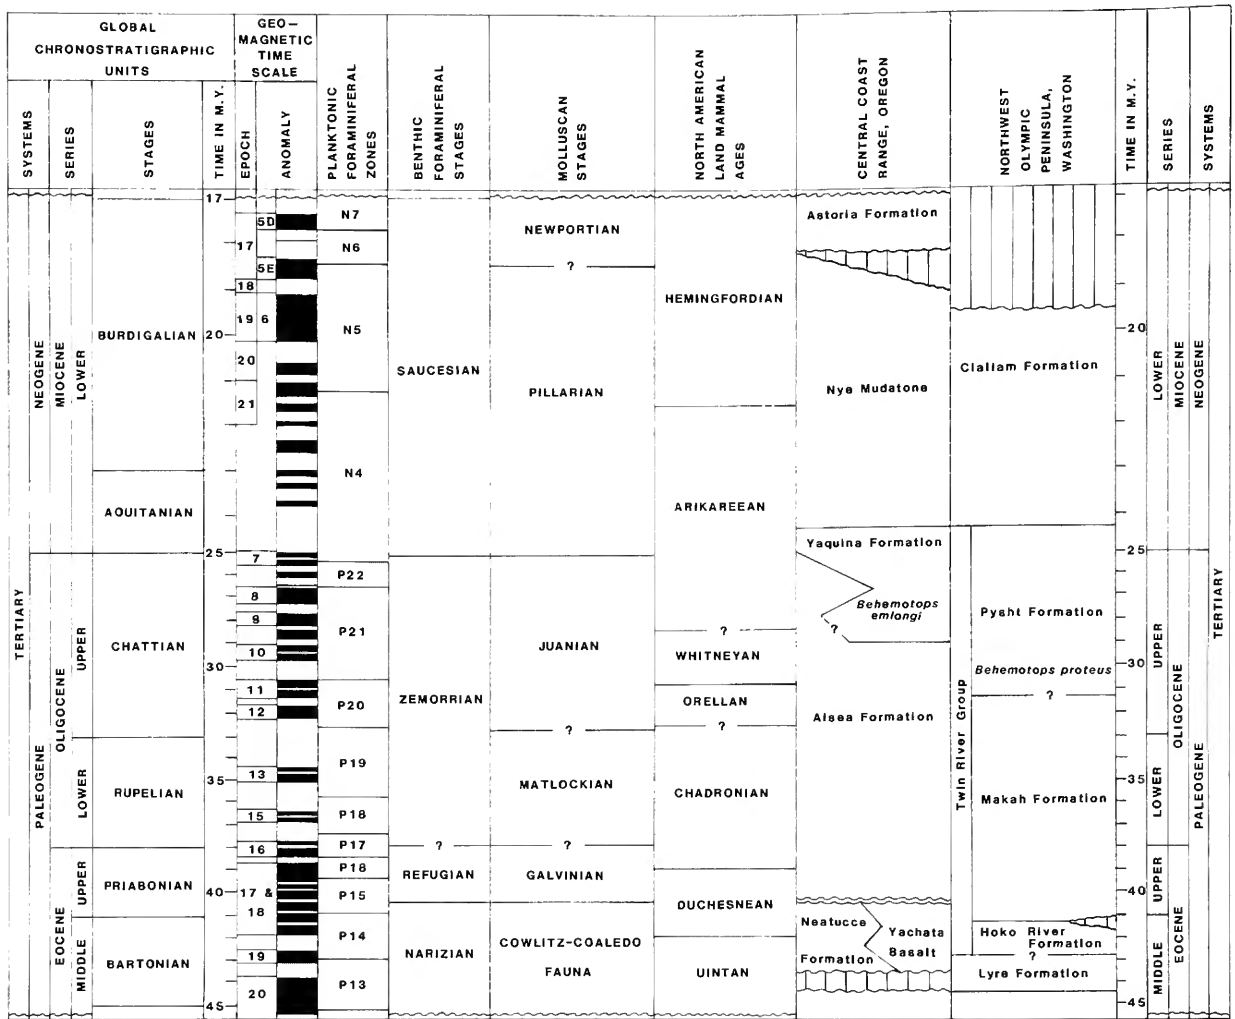 GLOBAL
CHRONOSTRATIGRAPHIC
UNITS
GEO–
MAGNETIC
TIME
SCALE
SYSTEMS
SERIES
STAGES
TIME IN M.Y.
EPOCH
ANOMALY
PLANKTONIC
FORAMINIFERAL
ZONES
BENTHIC
FORAMINIFERAL
STAGES
MOLLUSCAN
STAGES
NORTH AMERICAN
LAND MAMMAL
AGES
CENTRAL COAST
RANGE, OREGON
NORTHWEST
OLYMPIC
PENINSULA,
WASHINGTON
TIME IN M.Y.
SERIES
SYSTEMS
TERTIARY
NEOGENE
PALEOGENE
MIOCENE
LOWER
OLIGOCENE
UPPER
LOWER
EOCENE
UPPER
MIDDLE
BURDIGALIAN
AQUITANIAN
CHATTIAN
RUPELIAN
PRIABONIAN
BARTONIAN
17
20
25
30
35
40
45
17
18
19
20
21
7
8
9
10
11
12
13
15
16
17 &
18
19
20
5D
5E
6
N7
N6
N5
N4
P22
P21
P20
P19
P18
P17
P18
P15
P14
P13
SAUCESIAN
ZEMORRIAN
?
REFUGIAN
NARIZIAN
NEWPORTIAN
?
PILLARIAN
JUANIAN
?
MATLOCKIAN
?
GALVINIAN
COWLITZ-COALEDO
FAUNA
HEMINGFORDIAN
ARIKAREEAN
?
WHITNEYAN
ORELLAN
?
CHADRONIAN
DUCHESNEAN
UINTAN
Astoria Formation
Nye Mudatone
Yaquina Formation
Behemotops
emlongi
?
Alsea Formation
Neatucce
Formation
Yachata
Basalt
Clallam Formation
Twin River Group
Pysht Formation
Behemotops proteus
?
Makah Formation
Hoko River
Formation
?
Lyre Formation
20
25
30
35
40
45
LOWER
UPPER
LOWER
UPPER
MIDDLE
MIOCENE
OLIGOCENE
EOCENE
NEOGENE
PALEOGENE
TERTIARY